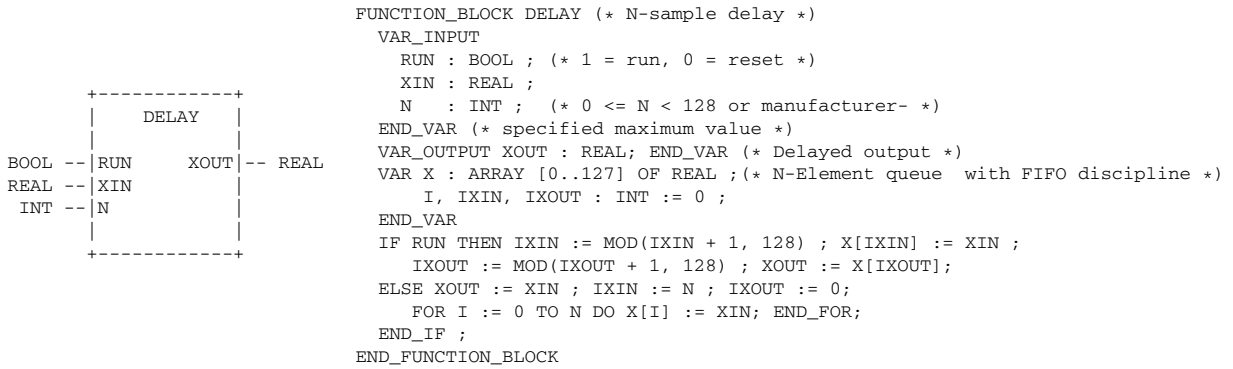 +------------+
|    DELAY   |
|            |
BOOL --|RUN     XOUT|-- REAL
REAL --|XIN         |
INT --|N           |
|            |
+------------+
FUNCTION_BLOCK DELAY (* N-sample delay *)
VAR_INPUT
RUN : BOOL ; (* 1 = run, 0 = reset *)
XIN : REAL ;
N   : INT ;  (* 0 <= N < 128 or manufacturer- *)
END_VAR (* specified maximum value *)
VAR_OUTPUT XOUT : REAL; END_VAR (* Delayed output *)
VAR X : ARRAY [0..127] OF REAL ;(* N-Element queue  with FIFO discipline *)
I, IXIN, IXOUT : INT := 0 ;
END_VAR
IF RUN THEN IXIN := MOD(IXIN + 1, 128) ; X[IXIN] := XIN ;
IXOUT := MOD(IXOUT + 1, 128) ; XOUT := X[IXOUT];
ELSE XOUT := XIN ; IXIN := N ; IXOUT := 0;
FOR I := 0 TO N DO X[I] := XIN; END_FOR;
END_IF ;
END_FUNCTION_BLOCK